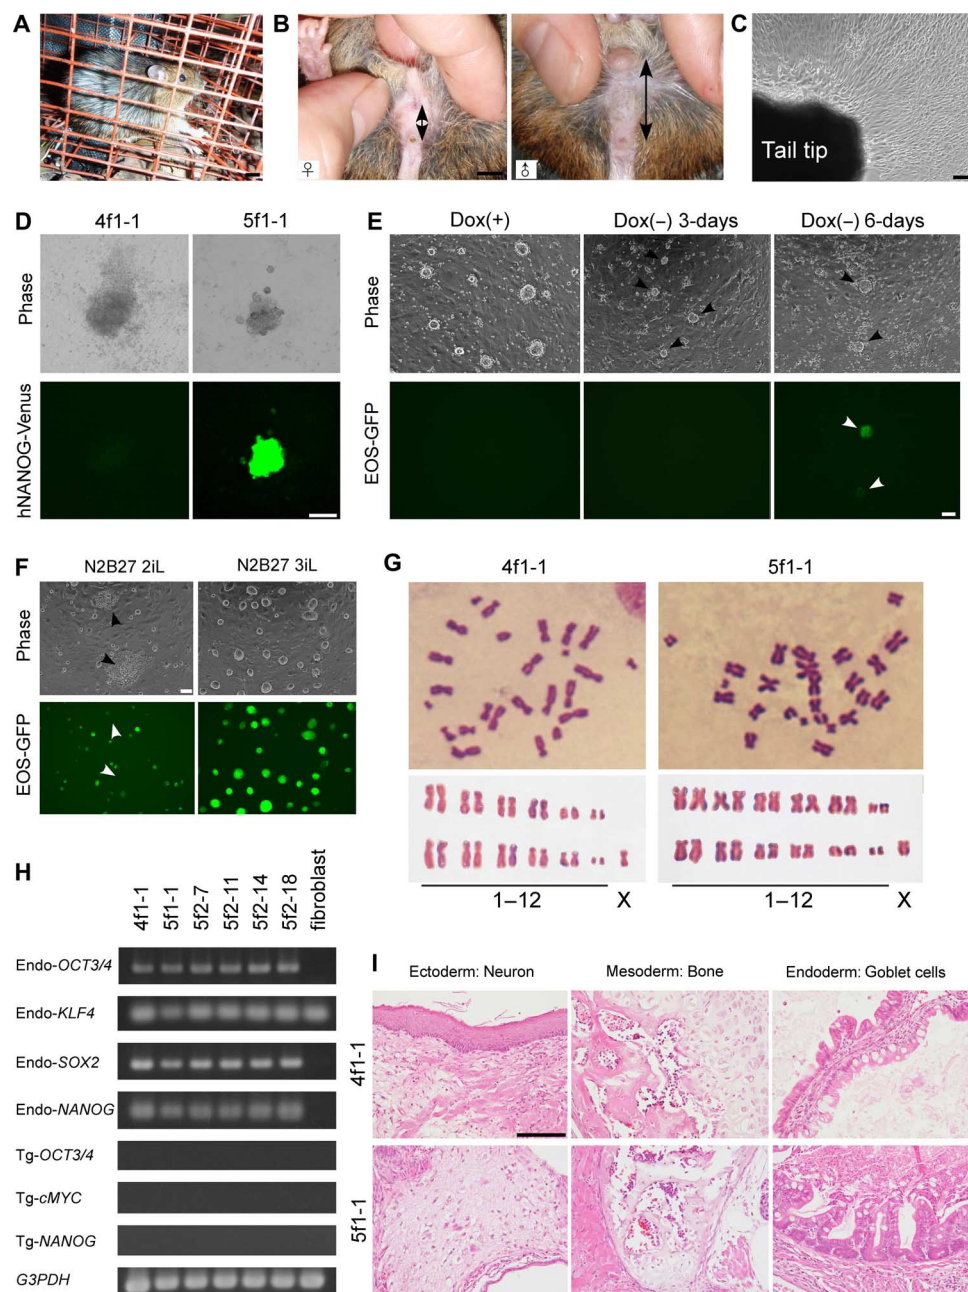 A
B
♀
♂
C
Tail tip
D
4f1-1
5f1-1
Phase
hNANOG-Venus
E
Dox(+)
Dox(–) 3-days
Dox(–) 6-days
Phase
EOS-GFP
F
N2B27 2iL
N2B27 3iL
Phase
EOS-GFP
G
4f1-1
5f1-1
1–12
X
1–12
X
H
4f1-1
5f1-1
5f2-7
5f2-11
5f2-14
5f2-18
fibroblast
Endo-OCT3/4
Endo-KLF4
Endo-SOX2
Endo-NANOG
Tg-OCT3/4
Tg-cMYC
Tg-NANOG
G3PDH
I
Ectoderm: Neuron
Mesoderm: Bone
Endoderm: Goblet cells
4f1-1
5f1-1